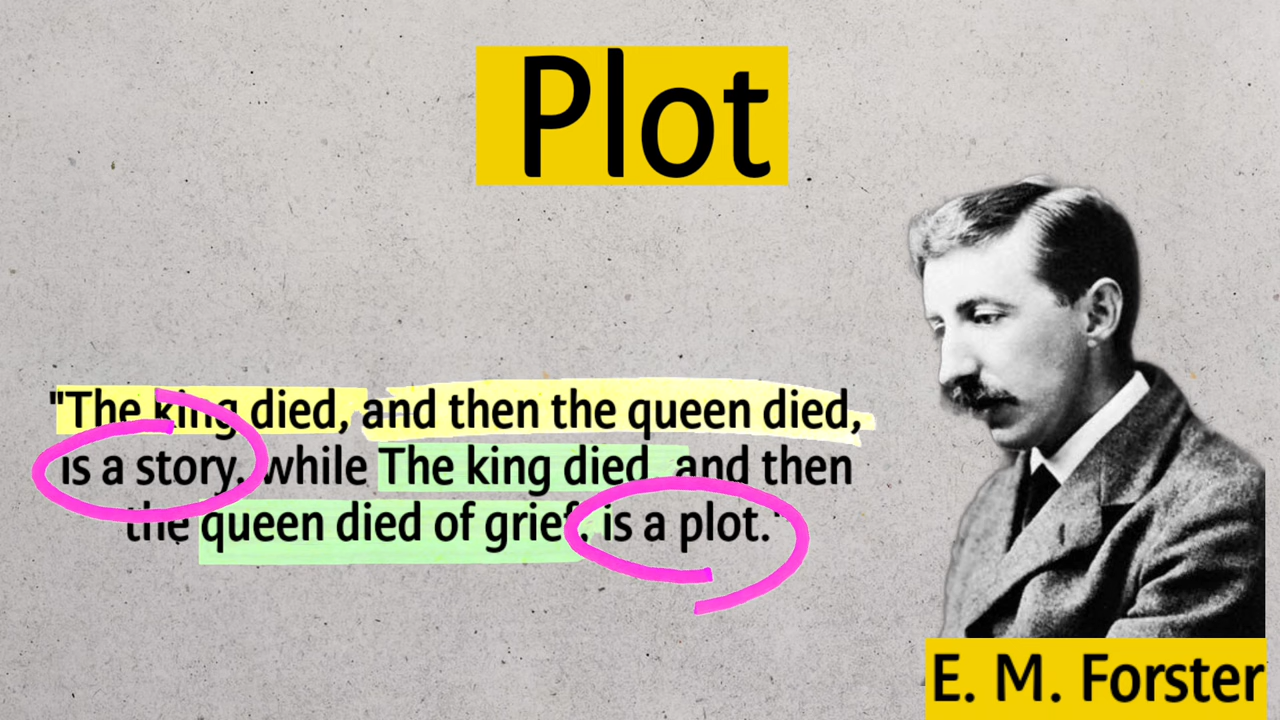 Plot
"The king died, and then the queen died,
is a story, while The king died, and then
the queen died of grief, is a plot."
E. M. Forster